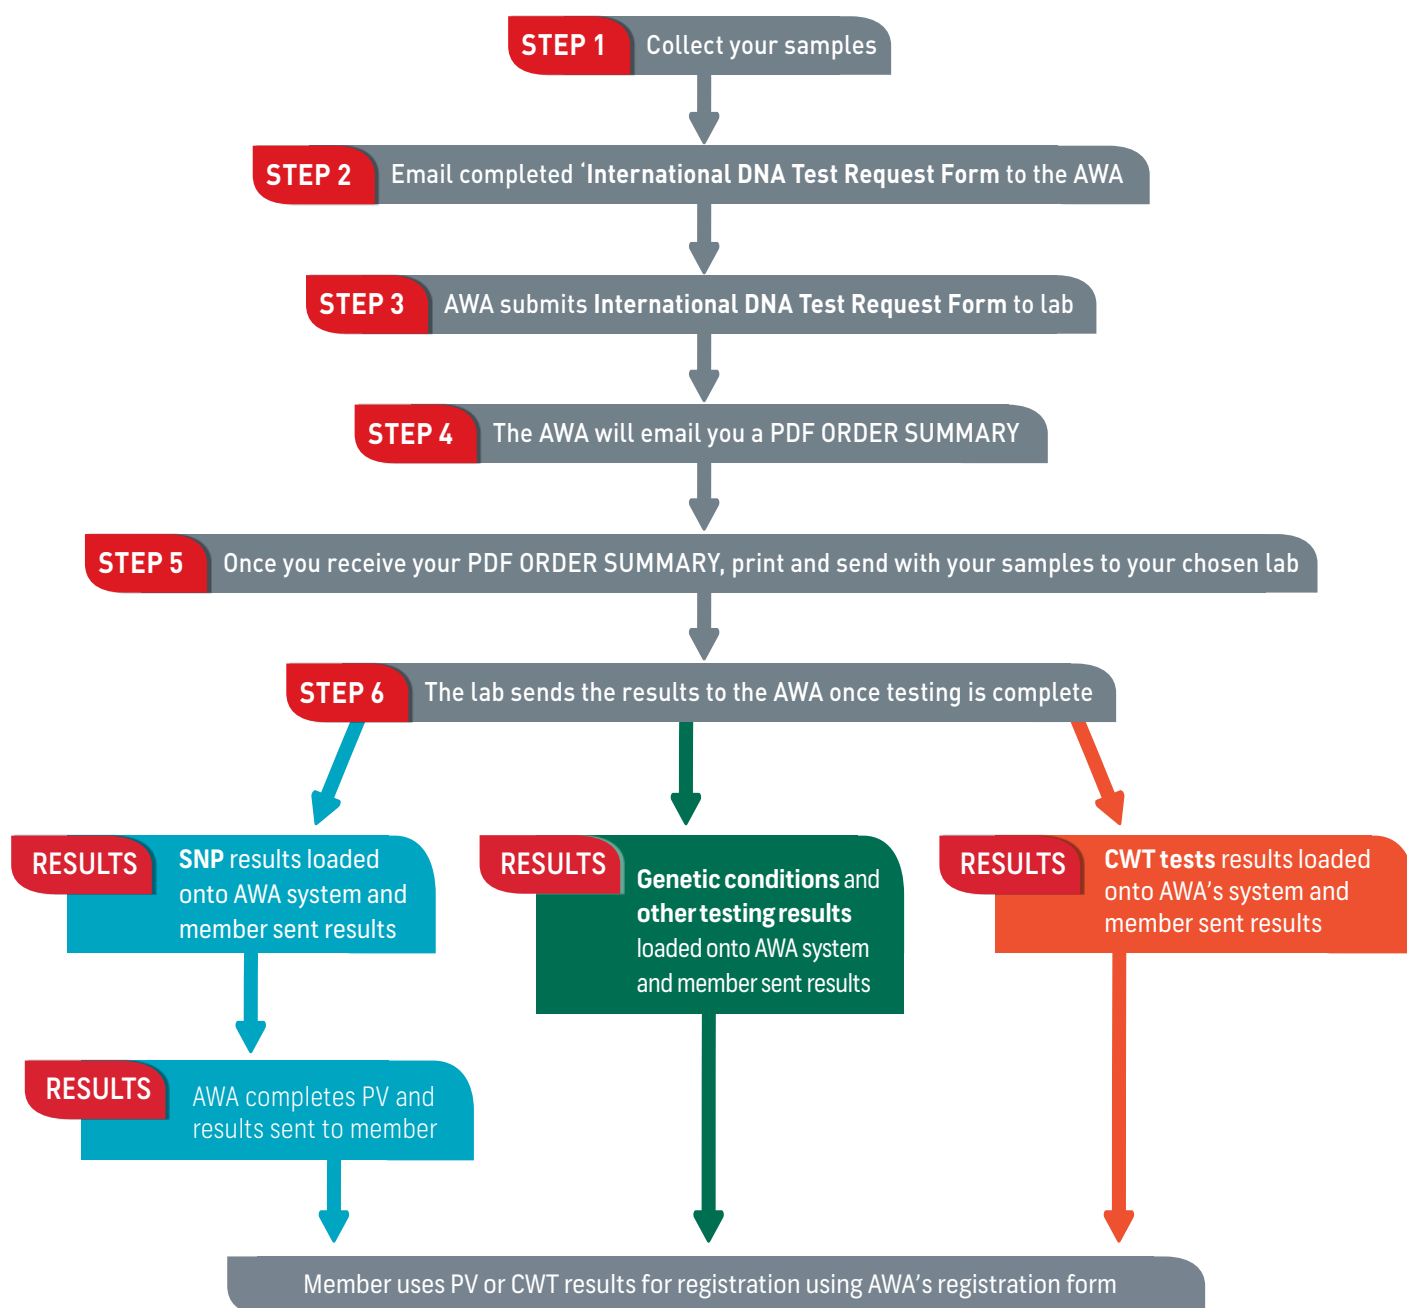 STEP 1 Collect your samples
STEP 2 Email completed ‘International DNA Test Request Form to the AWA
STEP 3 AWA submits International DNA Test Request Form to lab
STEP 4 The AWA will email you a PDF ORDER SUMMARY
STEP 5 Once you receive your PDF ORDER SUMMARY, print and send with your samples to your chosen lab
STEP 6 The lab sends the results to the AWA once testing is complete
RESULTS
SNP results loaded
onto AWA system and
member sent results
RESULTS
Genetic conditions and
other testing results
loaded onto AWA system
and member sent results
RESULTS
CWT tests results loaded
onto AWA's system and
member sent results
RESULTS
AWA completes PV and
results sent to member
Member uses PV or CWT results for registration using AWA's registration form